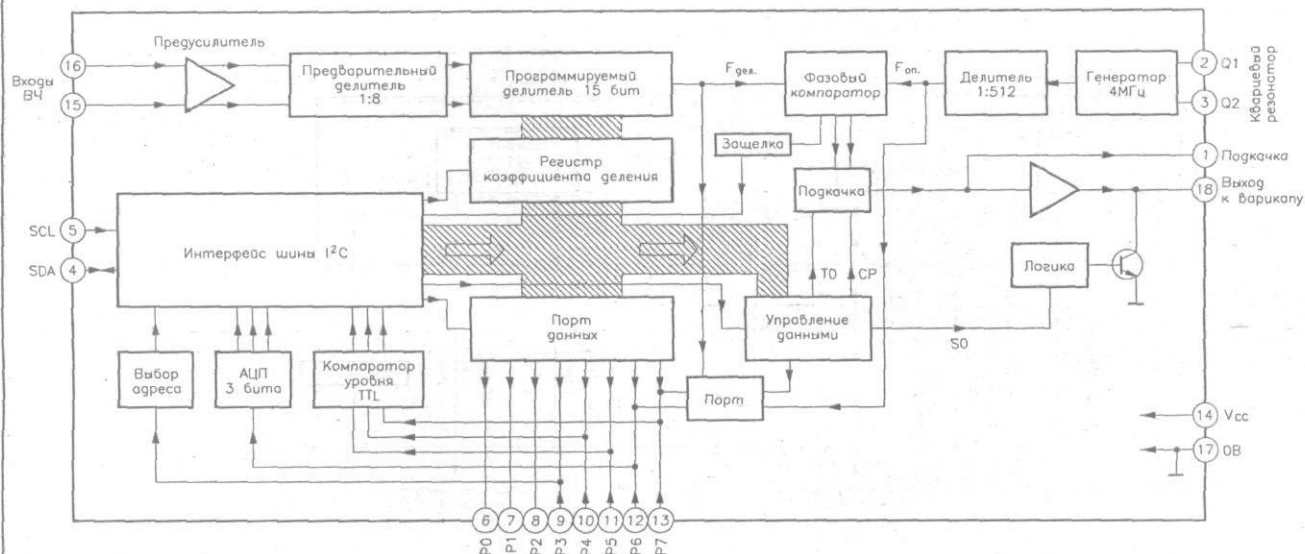 Предусилитель
Входы
ВЧ
16
15
Предварительный
делитель
1:8
Программируемый
делитель 15 бит
Fдел.
Фазовый
компаратор
Fоп.
Делитель
1:512
Генератор
4МГц
2 Q1
3 Q2
Кварцевый
резонатор
Защелка
Регистр
коэффициента деления
Подкачка
1 Подкачка
18 Выход
к варикапу
SCL 5
SDA 4
Интерфейс шины I²C
T0
CP
Логика
Порт
данных
Управление
данными
S0
Выбор
адреса
АЦП
3 бита
Компаратор
уровня
TTL
Порт
14 Vcc
17 0В
6 7 8 9 10 11 12 13
P0 P1 P2 P3 P4 P5 P6 P7